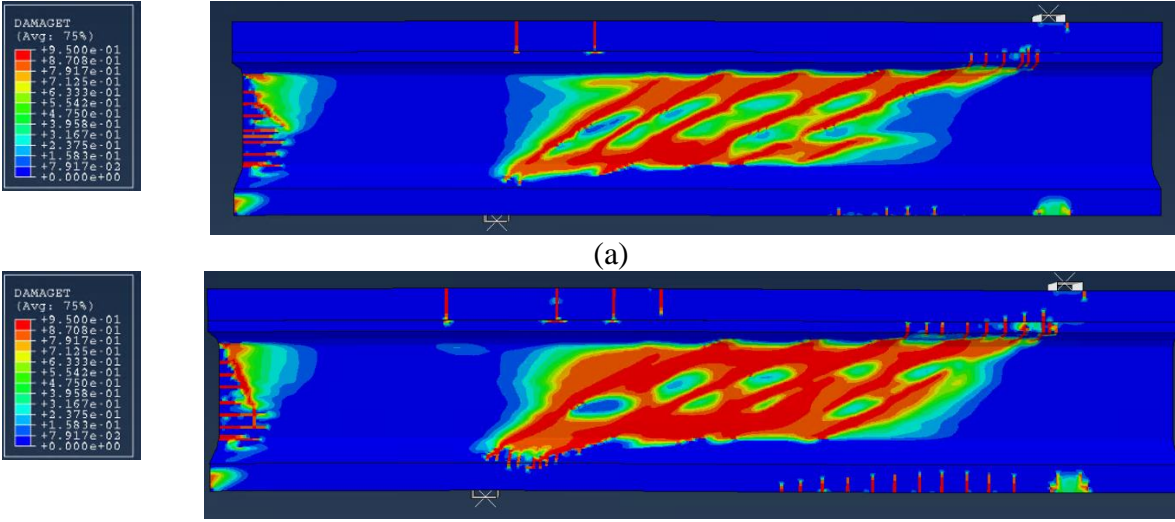 DAMAGET
(Avg: 75%)
+9.500e-01
+8.708e-01
+7.917e-01
+7.125e-01
+6.333e-01
+5.542e-01
+4.750e-01
+3.958e-01
+3.167e-01
+2.375e-01
+1.583e-01
+7.917e-02
+0.000e+00
(a)
DAMAGET
(Avg: 75%)
+9.500e-01
+8.708e-01
+7.917e-01
+7.125e-01
+6.333e-01
+5.542e-01
+4.750e-01
+3.958e-01
+3.167e-01
+2.375e-01
+1.583e-01
+7.917e-02
+0.000e+00